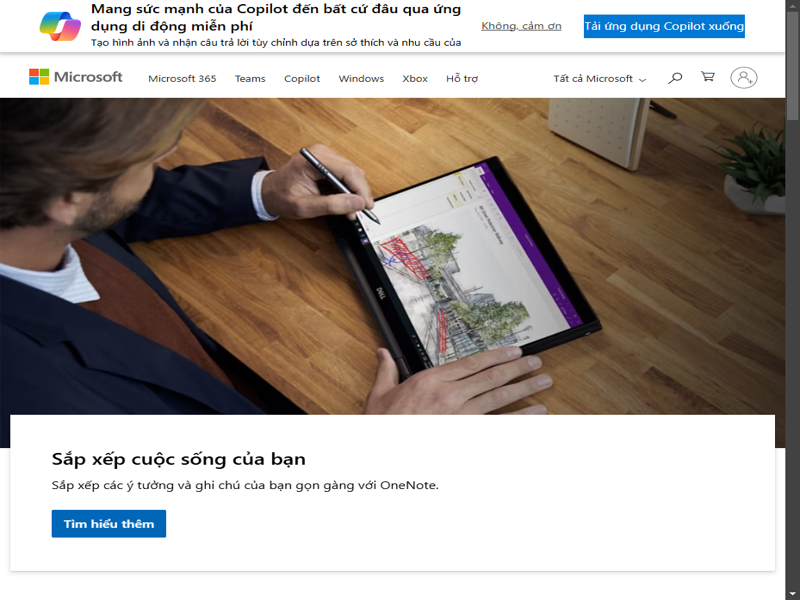 Mang sức mạnh của Copilot đến bất cứ đâu qua ứng
dụng di động miễn phí
Tạo hình ảnh và nhận câu trả lời tùy chỉnh dựa trên sở thích và nhu cầu của
Không, cảm ơn
Tải ứng dụng Copilot xuống
Microsoft
Microsoft 365
Teams
Copilot
Windows
Xbox
Hỗ trợ
Tất cả Microsoft
DELL
Sắp xếp cuộc sống của bạn
Sắp xếp các ý tưởng và ghi chú của bạn gọn gàng với OneNote.
Tìm hiểu thêm